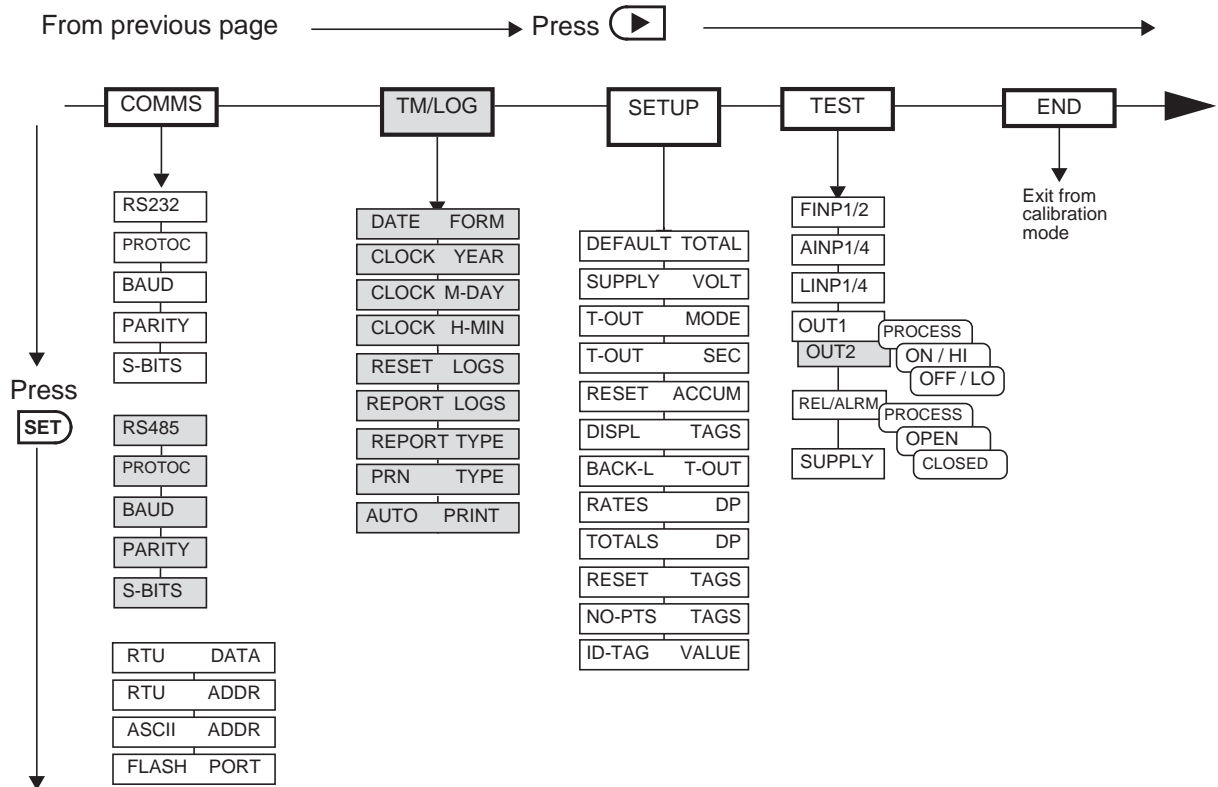 From previous page
Press
COMMS
TM/LOG
SETUP
TEST
END
Press
SET
RS232
PROTOC
BAUD
PARITY
S-BITS
RS485
PROTOC
BAUD
PARITY
S-BITS
RTU DATA
RTU ADDR
ASCII ADDR
FLASH PORT
DATE FORM
CLOCK YEAR
CLOCK M-DAY
CLOCK H-MIN
RESET LOGS
REPORT LOGS
REPORT TYPE
PRN TYPE
AUTO PRINT
DEFAULT TOTAL
SUPPLY VOLT
T-OUT MODE
T-OUT SEC
RESET ACCUM
DISPL TAGS
BACK-L T-OUT
RATES DP
TOTALS DP
RESET TAGS
NO-PTS TAGS
ID-TAG VALUE
FINP1/2
AINP1/4
LINP1/4
OUT1
OUT2
PROCESS
ON / HI
OFF / LO
REL/ALRM
PROCESS
OPEN
CLOSED
SUPPLY
Exit from
calibration
mode